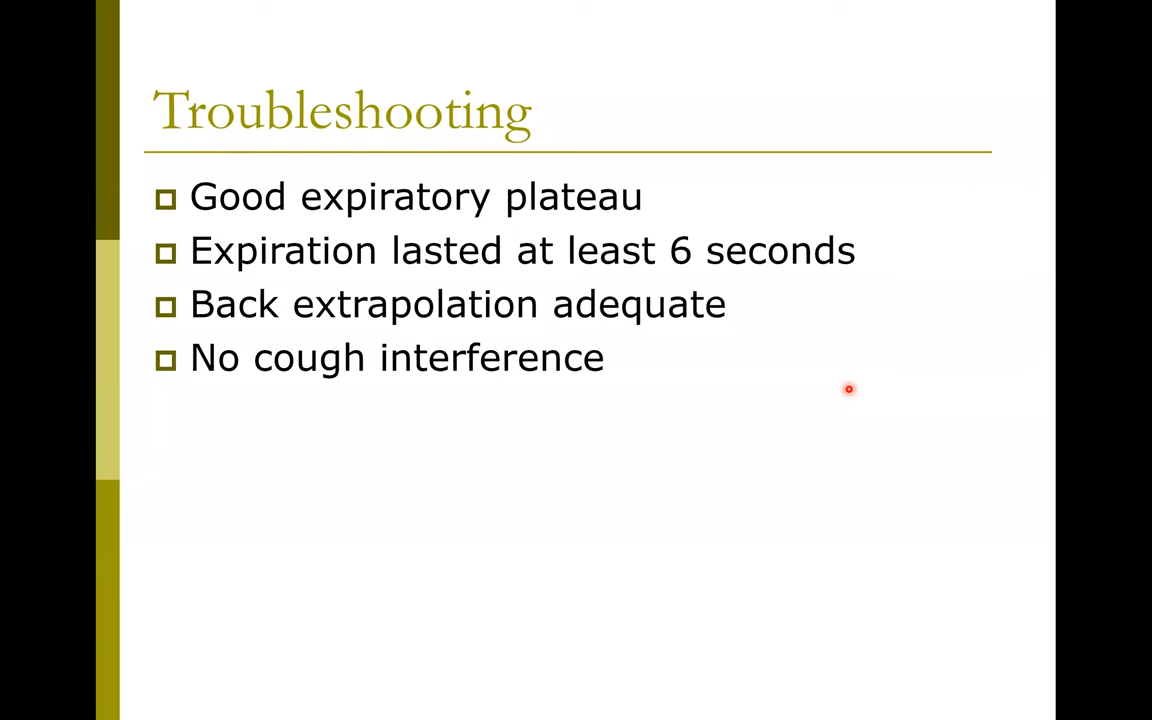 Troubleshooting
Good expiratory plateau
Expiration lasted at least 6 seconds
Back extrapolation adequate
No cough interference